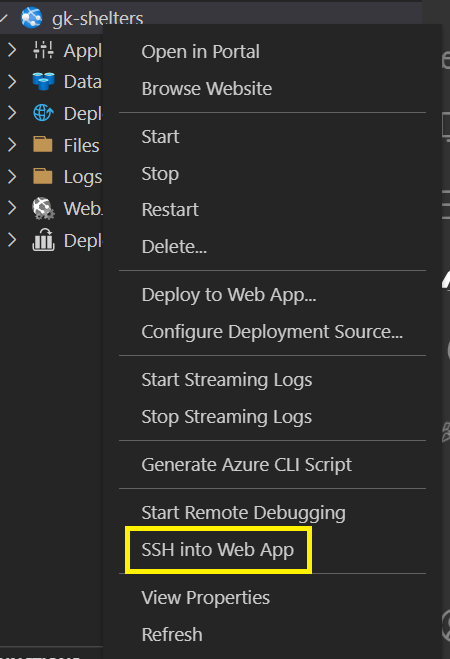 gk-shelters
Appl
Data
Depl
Files
Logs
Web
Depl
Open in Portal
Browse Website
Start
Stop
Restart
Delete...
Deploy to Web App...
Configure Deployment Source...
Start Streaming Logs
Stop Streaming Logs
Generate Azure CLI Script
Start Remote Debugging
SSH into Web App
View Properties
Refresh